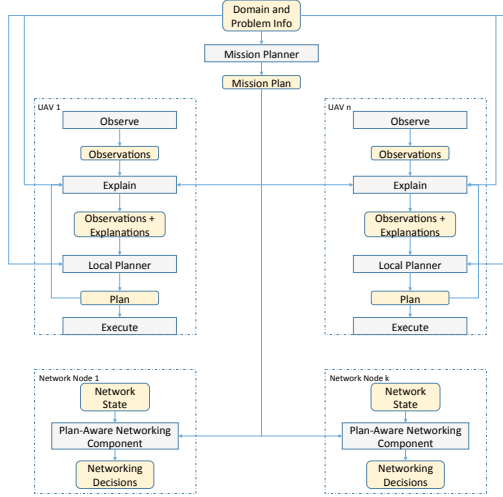 Domain and
Problem Info
Mission Planner
Mission Plan
UAV 1
Observe
Observations
Explain
Observations +
Explanations
Local Planner
Plan
Execute
UAV n
Observe
Observations
Explain
Observations +
Explanations
Local Planner
Plan
Execute
Network Node 1
Network
State
Plan-Aware Networking
Component
Networking
Decisions
Network Node k
Network
State
Plan-Aware Networking
Component
Networking
Decisions